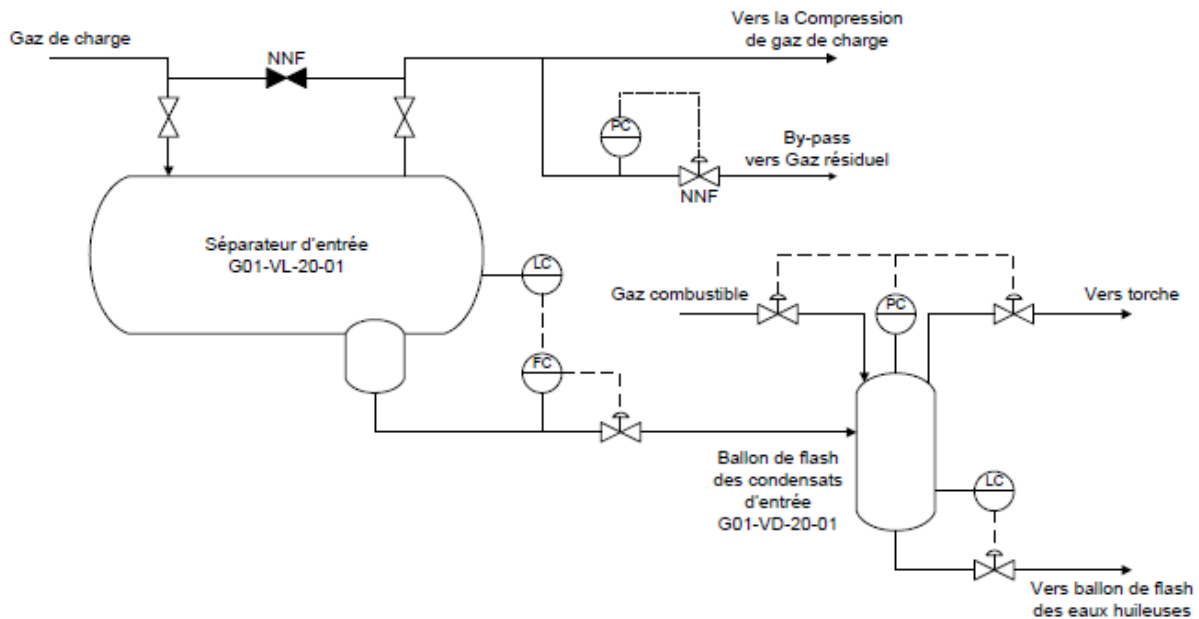 Vers la Compression
de gaz de charge
Gaz de charge
NNF
PC
By-pass
vers Gaz résiduel
NNF
Séparateur d'entrée
G01-VL-20-01
LC
Gaz combustible
PC
Vers torche
FC
Ballon de flash
des condensats
d'entrée
G01-VD-20-01
LC
Vers ballon de flash
des eaux huileuses